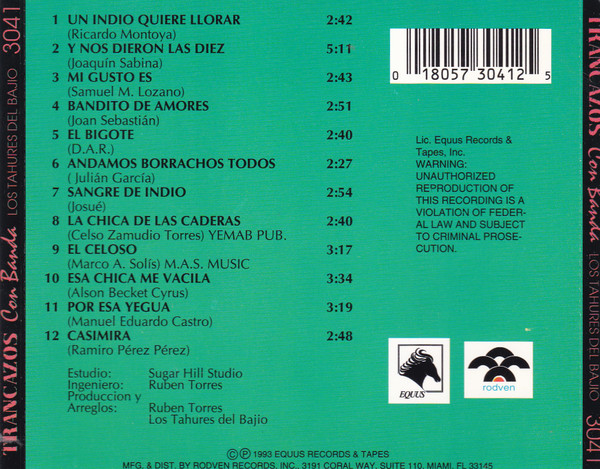 TRANCAZOS Con Banda LOS TAHURES DEL BAJIO 3041
1 UN INDIO QUIERE LLORAR 2:42
(Ricardo Montoya)
2 Y NOS DIERON LAS DIEZ 5:11
(Joaquín Sabina)
3 MI GUSTO ES 2:43
(Samuel M. Lozano)
4 BANDITO DE AMORES 2:51
(Joan Sebastián)
5 EL BIGOTE 2:40
(D.A.R.)
6 ANDAMOS BORRACHOS TODOS 2:27
( Julián García)
7 SANGRE DE INDIO 2:54
(Josué)
8 LA CHICA DE LAS CADERAS 2:40
(Celso Zamudio Torres) YEMAB PUB.
9 EL CELOSO 3:17
(Marco A. Solís) M.A.S. MUSIC
10 ESA CHICA ME VACILA 3:34
(Alson Becket Cyrus)
11 POR ESA YEGUA 3:19
(Manuel Eduardo Castro)
12 CASIMIRA 2:48
(Ramiro Pérez Pérez)
Estudio: Sugar Hill Studio
Ingeniero: Ruben Torres
Produccion y
Arreglos: Ruben Torres
Los Tahures del Bajio
0 18057 30412 5
Lic. Equus Records &
Tapes, Inc.
WARNING:
UNAUTHORIZED
REPRODUCTION OF
THIS RECORDING IS A
VIOLATION OF FEDER-
AL LAW AND SUBJECT
TO CRIMINAL PROSE-
CUTION.
EQUUS
rodven
©℗ 1993 EQUUS RECORDS & TAPES
MFG. & DIST. BY RODVEN RECORDS, INC., 3191 CORAL WAY, SUITE 110, MIAMI, FL 33145
TRANCAZOS Con Banda LOS TAHURES DEL BAJIO 3041